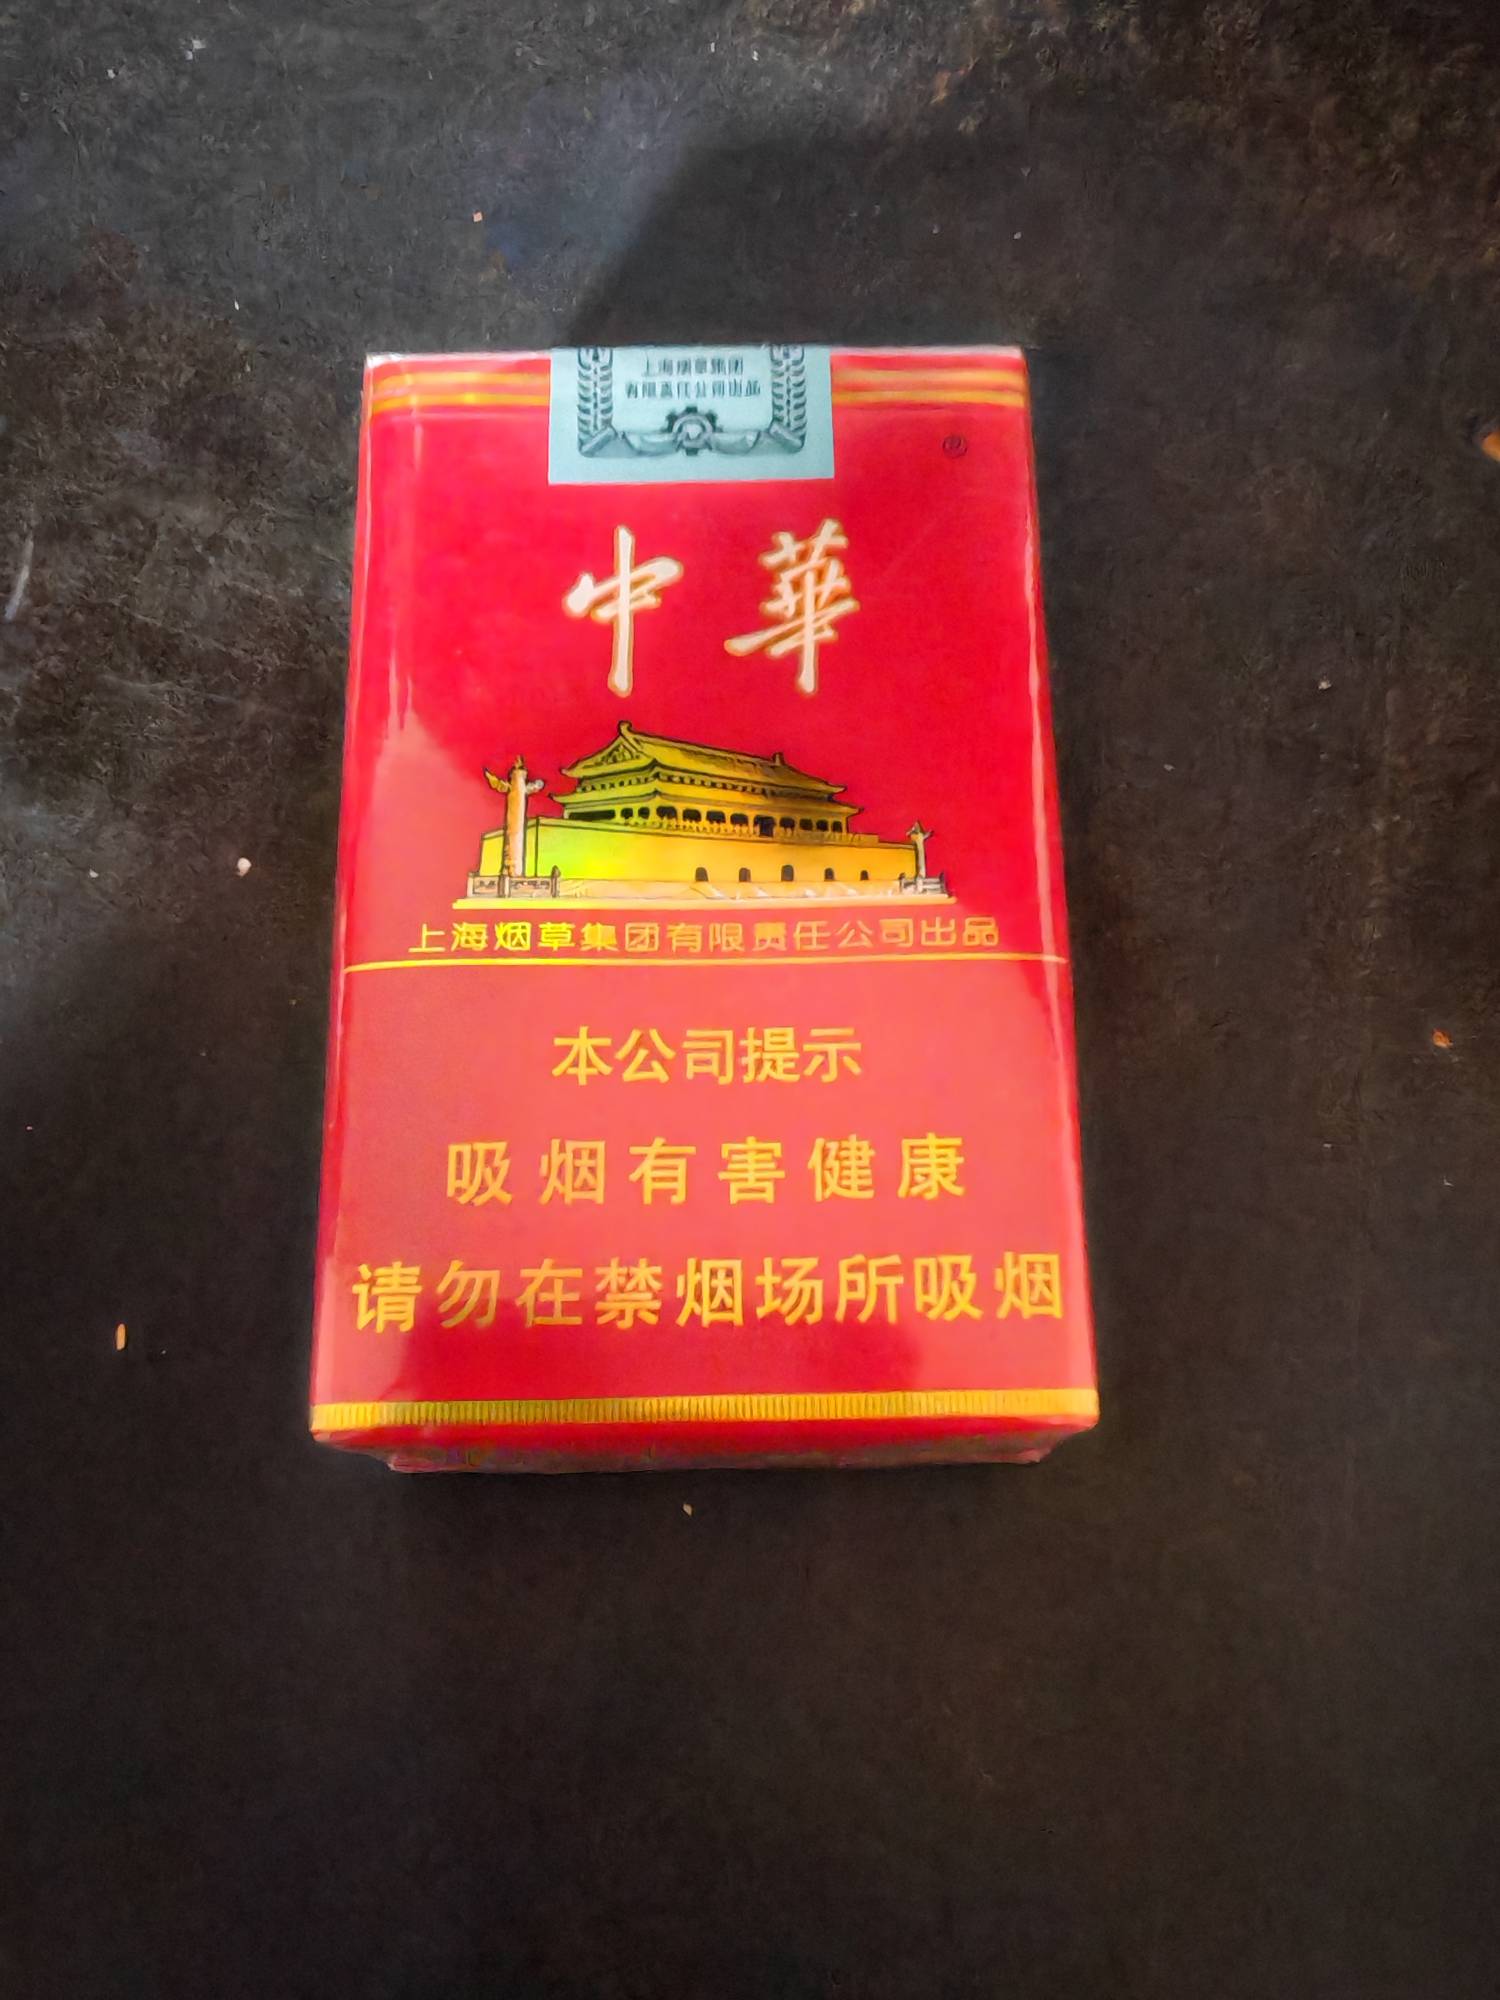 上海烟草集团
有限责任公司出品
中華
上海烟草集团有限责任公司出品
本公司提示
吸烟有害健康
请勿在禁烟场所吸烟